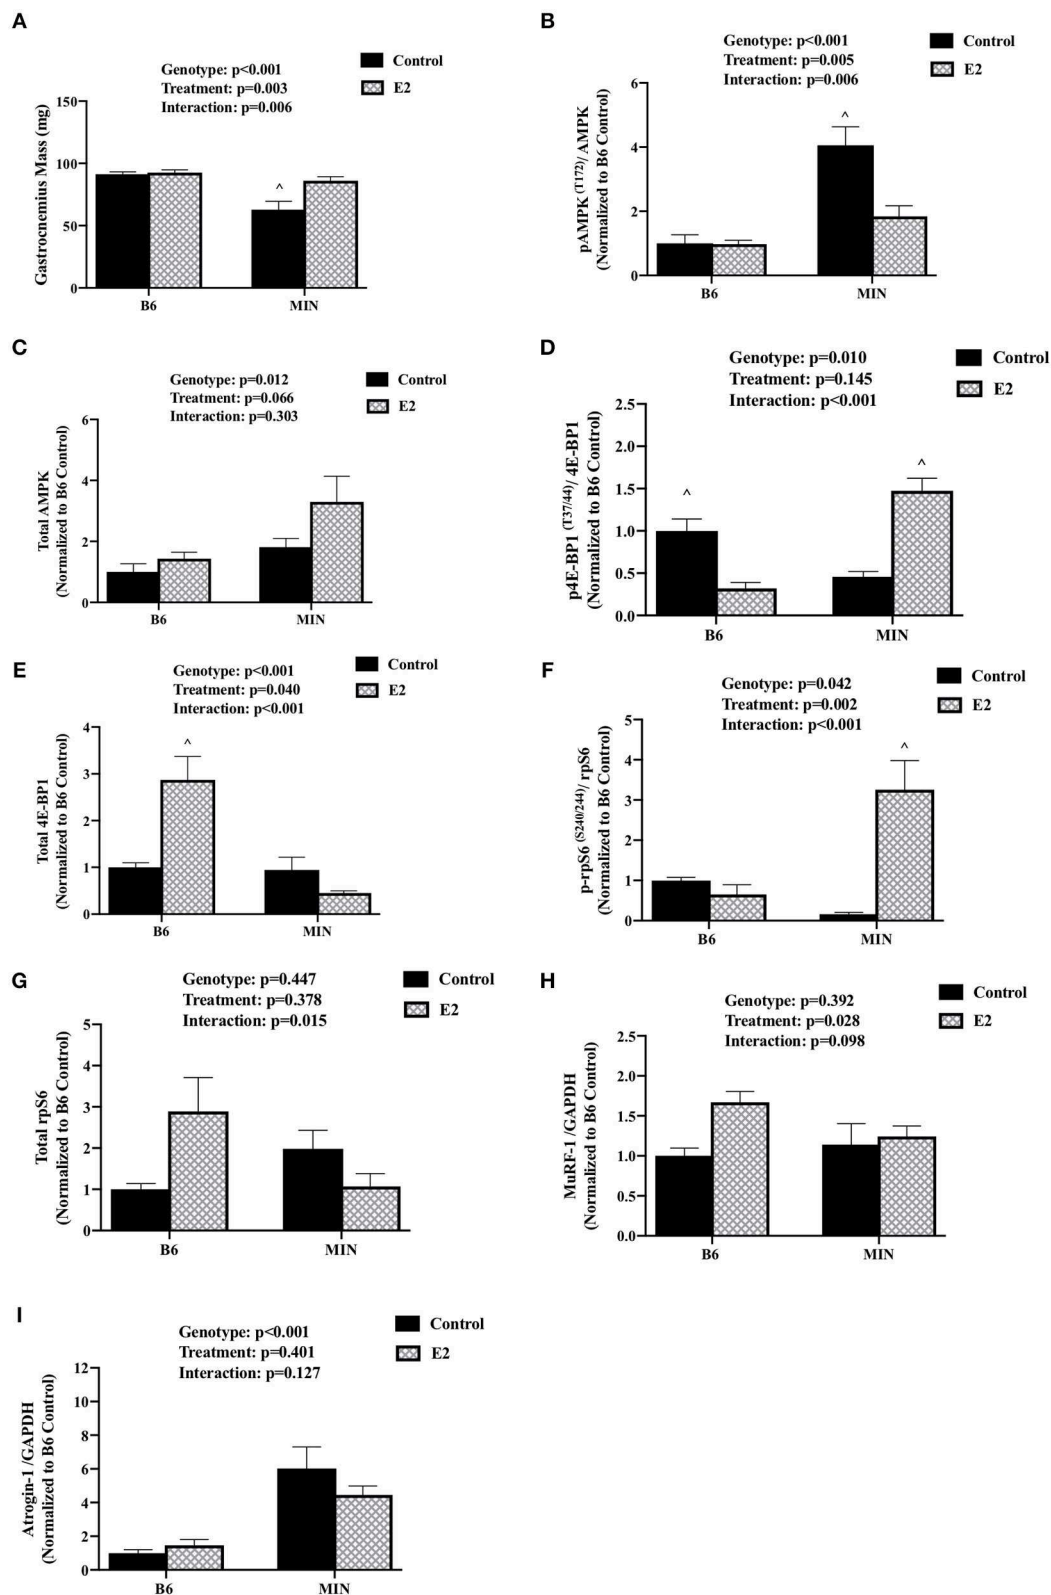 A
Genotype: p<0.001
Treatment: p=0.003
Interaction: p=0.006
Control
E2
Gastrocnemius Mass (mg)
150
100
50
0
^
B6
MIN
B
Genotype: p<0.001
Treatment: p=0.005
Interaction: p=0.006
Control
E2
pAMPK (T172)/ AMPK
(Normalized to B6 Control)
6
4
2
0
^
B6
MIN
C
Genotype: p=0.012
Treatment: p=0.066
Interaction: p=0.303
Control
E2
Total AMPK
(Normalized to B6 Control)
6
4
2
0
B6
MIN
D
Genotype: p=0.010
Treatment: p=0.145
Interaction: p<0.001
Control
E2
p4E-BP1 (T37/44)/ 4E-BP1
(Normalized to B6 Control)
2.5
2.0
1.5
1.0
0.5
0.0
^
^
B6
MIN
E
Genotype: p<0.001
Treatment: p=0.040
Interaction: p<0.001
Control
E2
Total 4E-BP1
(Normalized to B6 Control)
4
3
2
1
0
^
B6
MIN
F
Genotype: p=0.042
Treatment: p=0.002
Interaction: p<0.001
Control
E2
p-rpS6 (S240/244)/ rpS6
(Normalized to B6 Control)
5
4
3
2
1
0
^
B6
MIN
G
Genotype: p=0.447
Treatment: p=0.378
Interaction: p=0.015
Control
E2
Total rpS6
(Normalized to B6 Control)
5
4
3
2
1
0
B6
MIN
H
Genotype: p=0.392
Treatment: p=0.028
Interaction: p=0.098
Control
E2
MuRF-1 /GAPDH
(Normalized to B6 Control)
2.5
2.0
1.5
1.0
0.5
0.0
B6
MIN
I
Genotype: p<0.001
Treatment: p=0.401
Interaction: p=0.127
Control
E2
Atrogin-1 /GAPDH
(Normalized to B6 Control)
12
10
8
6
4
2
0
B6
MIN